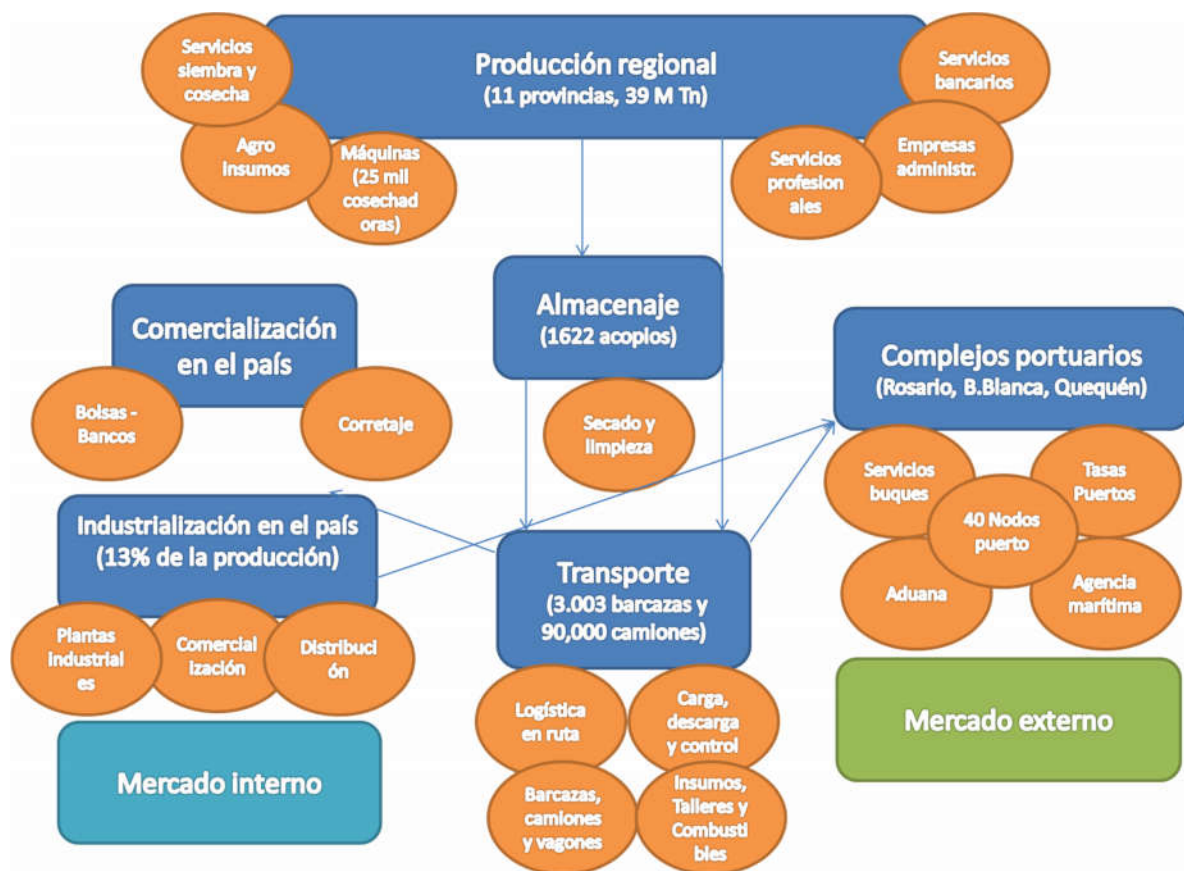 Producción regional
(11 provincias, 39 M Tn)
Servicios
siembra y
cosecha
Agro
insumos
Máquinas
(25 mil
cosechad
oras)
Servicios
bancarios
Empresas
administr.
Servicios
profesion
ales
Almacenaje
(1622 acopios)
Secado y
limpieza
Comercialización
en el país
Bolsas -
Bancos
Corretaje
Complejos portuarios
(Rosario, B.Blanca, Quequén)
Servicios
buques
Tasas
Puertos
40 Nodos
puerto
Aduana
Agencia
marítima
Industrialización en el país
(13% de la producción)
Plantas
industrial
es
Comercial
ización
Distribuci
ón
Transporte
(3.003 barcazas y
90,000 camiones)
Logística
en ruta
Carga,
descarga
y control
Barcazas,
camiones
y vagones
Insumos,
Talleres y
Combusti
bles
Mercado interno
Mercado externo